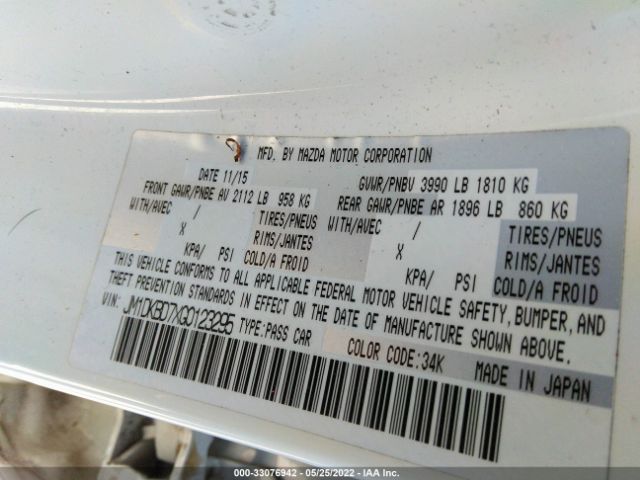 MFD. BY MAZDA MOTOR CORPORATION
DATE 11/15 GVWR/PNBV 3990 LB 1810 KG
FRONT GAWR/PNBE AV 2112 LB 958 KG REAR GAWR/PNBE AR 1896 LB 860 KG
WITH/AVEC / TIRES/PNEUS WITH/AVEC / TIRES/PNEUS
X RIMS/JANTES X RIMS/JANTES
KPA/ PSI COLD/A FROID KPA/ PSI COLD/A FROID
THIS VEHICLE CONFORMS TO ALL APPLICABLE FEDERAL MOTOR VEHICLE SAFETY, BUMPER, AND
THEFT PREVENTION STANDARDS IN EFFECT ON THE DATE OF MANUFACTURE SHOWN ABOVE.
VIN: JM1DKBD7XG0123295 TYPE:PASS CAR COLOR CODE:34K MADE IN JAPAN
000-33076942 / 05/25/2022 - IAA Inc.